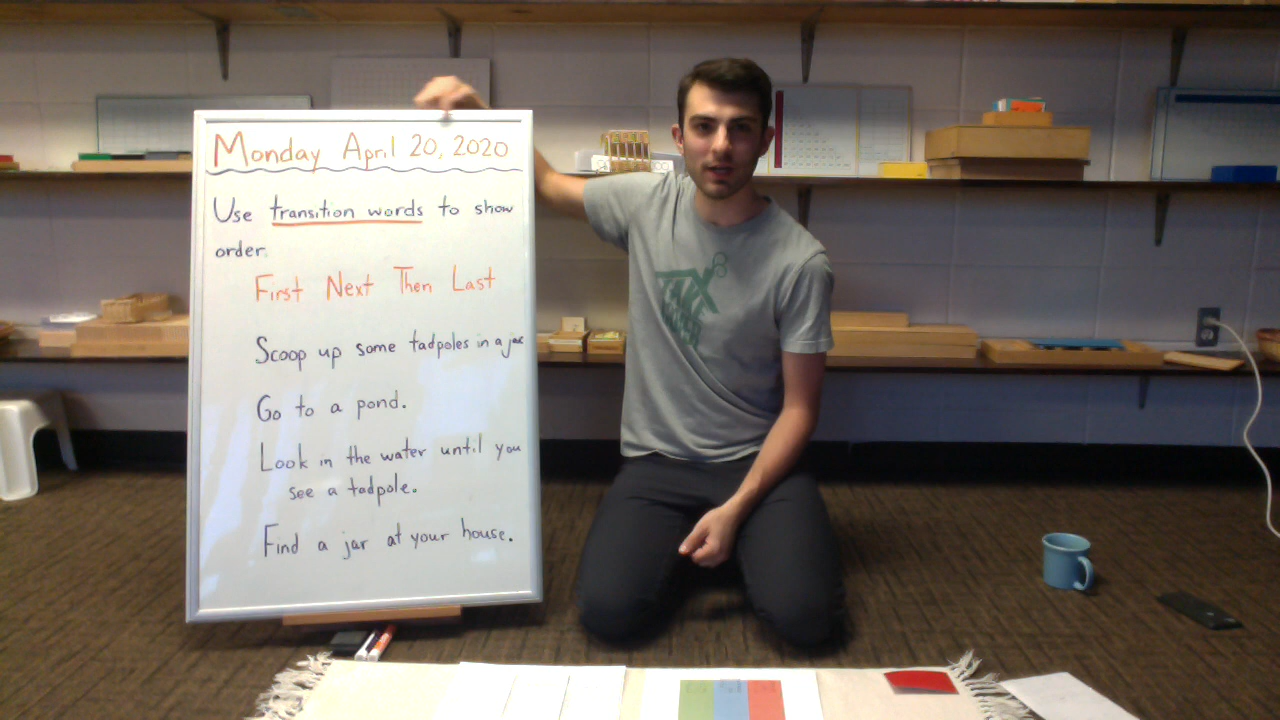 Monday April 20, 2020
Use transition words to show
order.
First Next Then Last
Scoop up some tadpoles in a jar
Go to a pond.
Look in the water until you
see a tadpole.
Find a jar at your house.